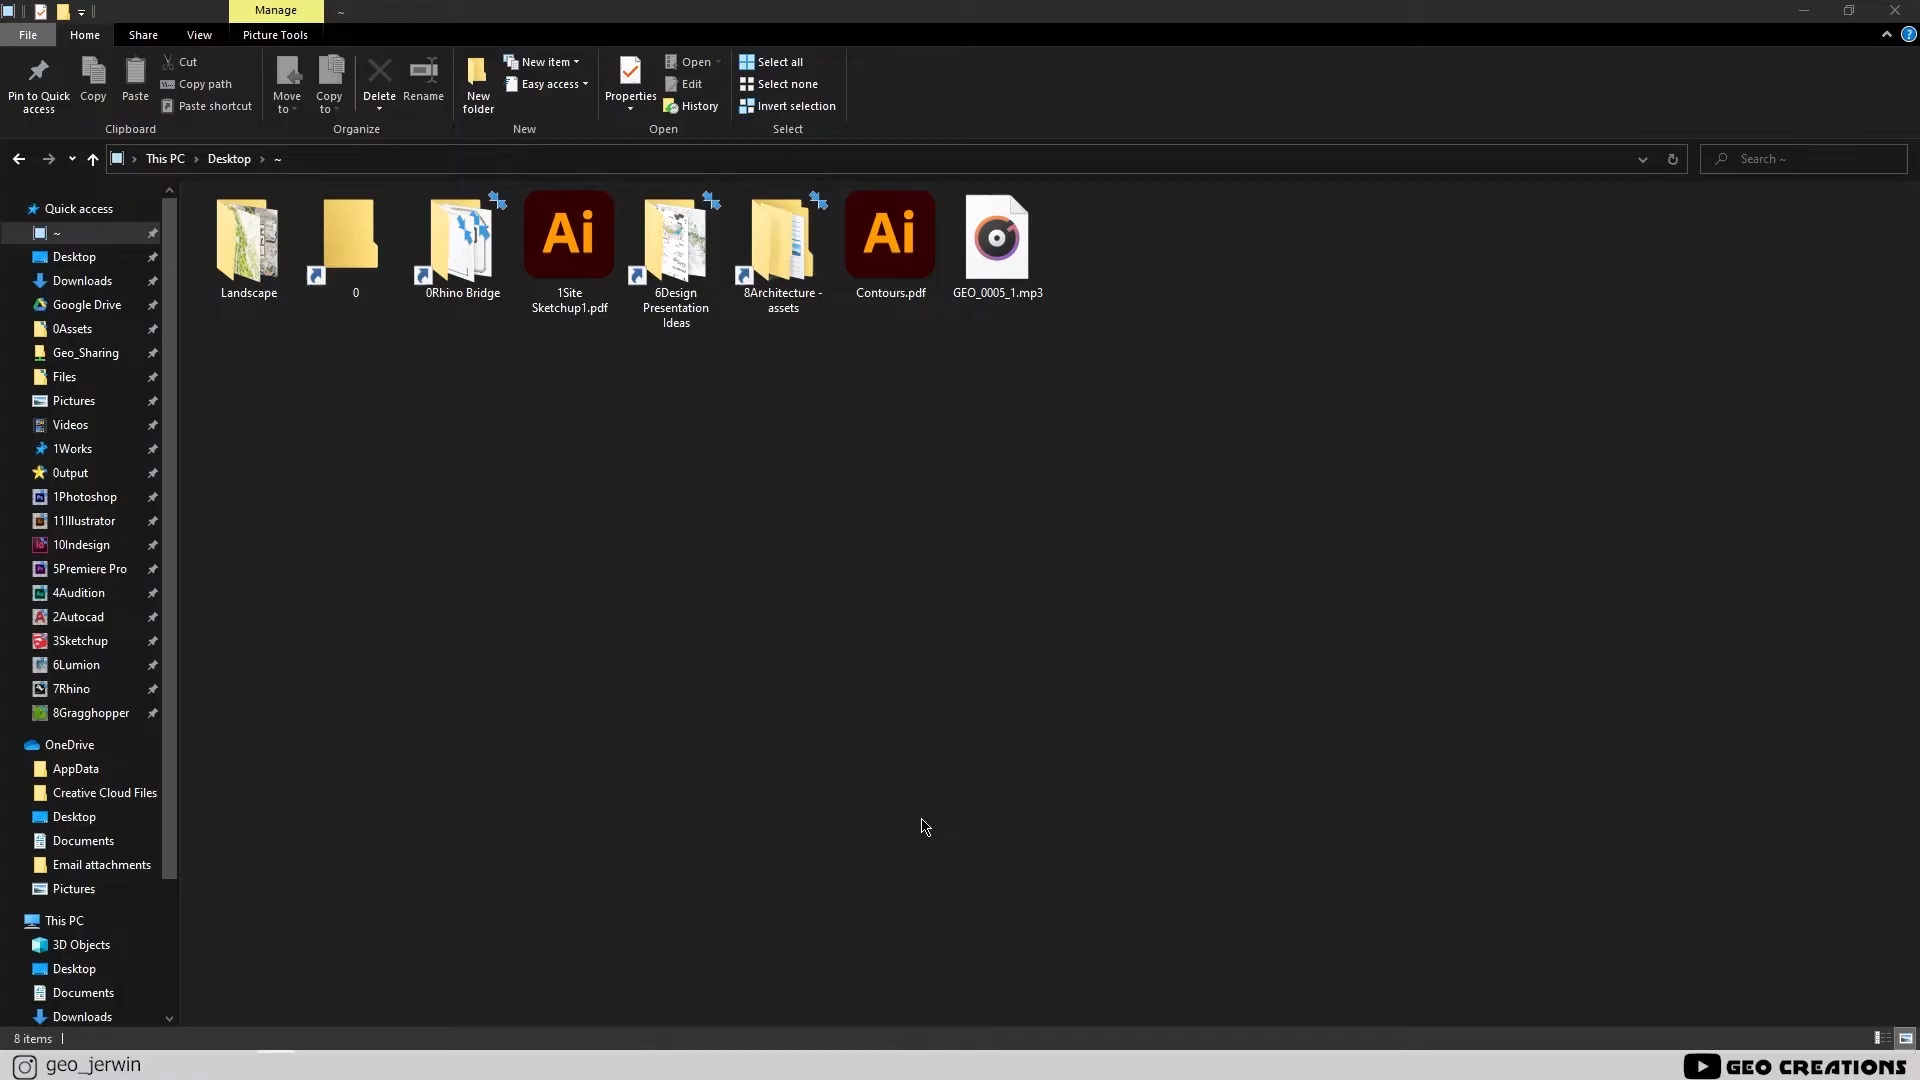 Manage
~
File
Home
Share
View
Picture Tools
?
Pin to Quick
access
Copy
Paste
Cut
Copy path
Paste shortcut
Clipboard
Move
to
Copy
to
Delete
Rename
Organize
New
folder
New item
Easy access
New
Properties
Open
Edit
History
Open
Select all
Select none
Invert selection
Select
This PC
Desktop
~
Search ~
Quick access
~
Desktop
Downloads
Google Drive
0Assets
Geo_Sharing
Files
Pictures
Videos
1Works
0utput
1Photoshop
11Illustrator
10Indesign
5Premiere Pro
4Audition
2Autocad
3Sketchup
6Lumion
7Rhino
8Gragghopper
OneDrive
AppData
Creative Cloud Files
Desktop
Documents
Email attachments
Pictures
This PC
3D Objects
Desktop
Documents
Downloads
Landscape
0
0Rhino Bridge
Ai
1Site
Sketchup1.pdf
6Design
Presentation
Ideas
8Architecture -
assets
Ai
Contours.pdf
GEO_0005_1.mp3
8 items
geo_jerwin
GEO CREATIONS